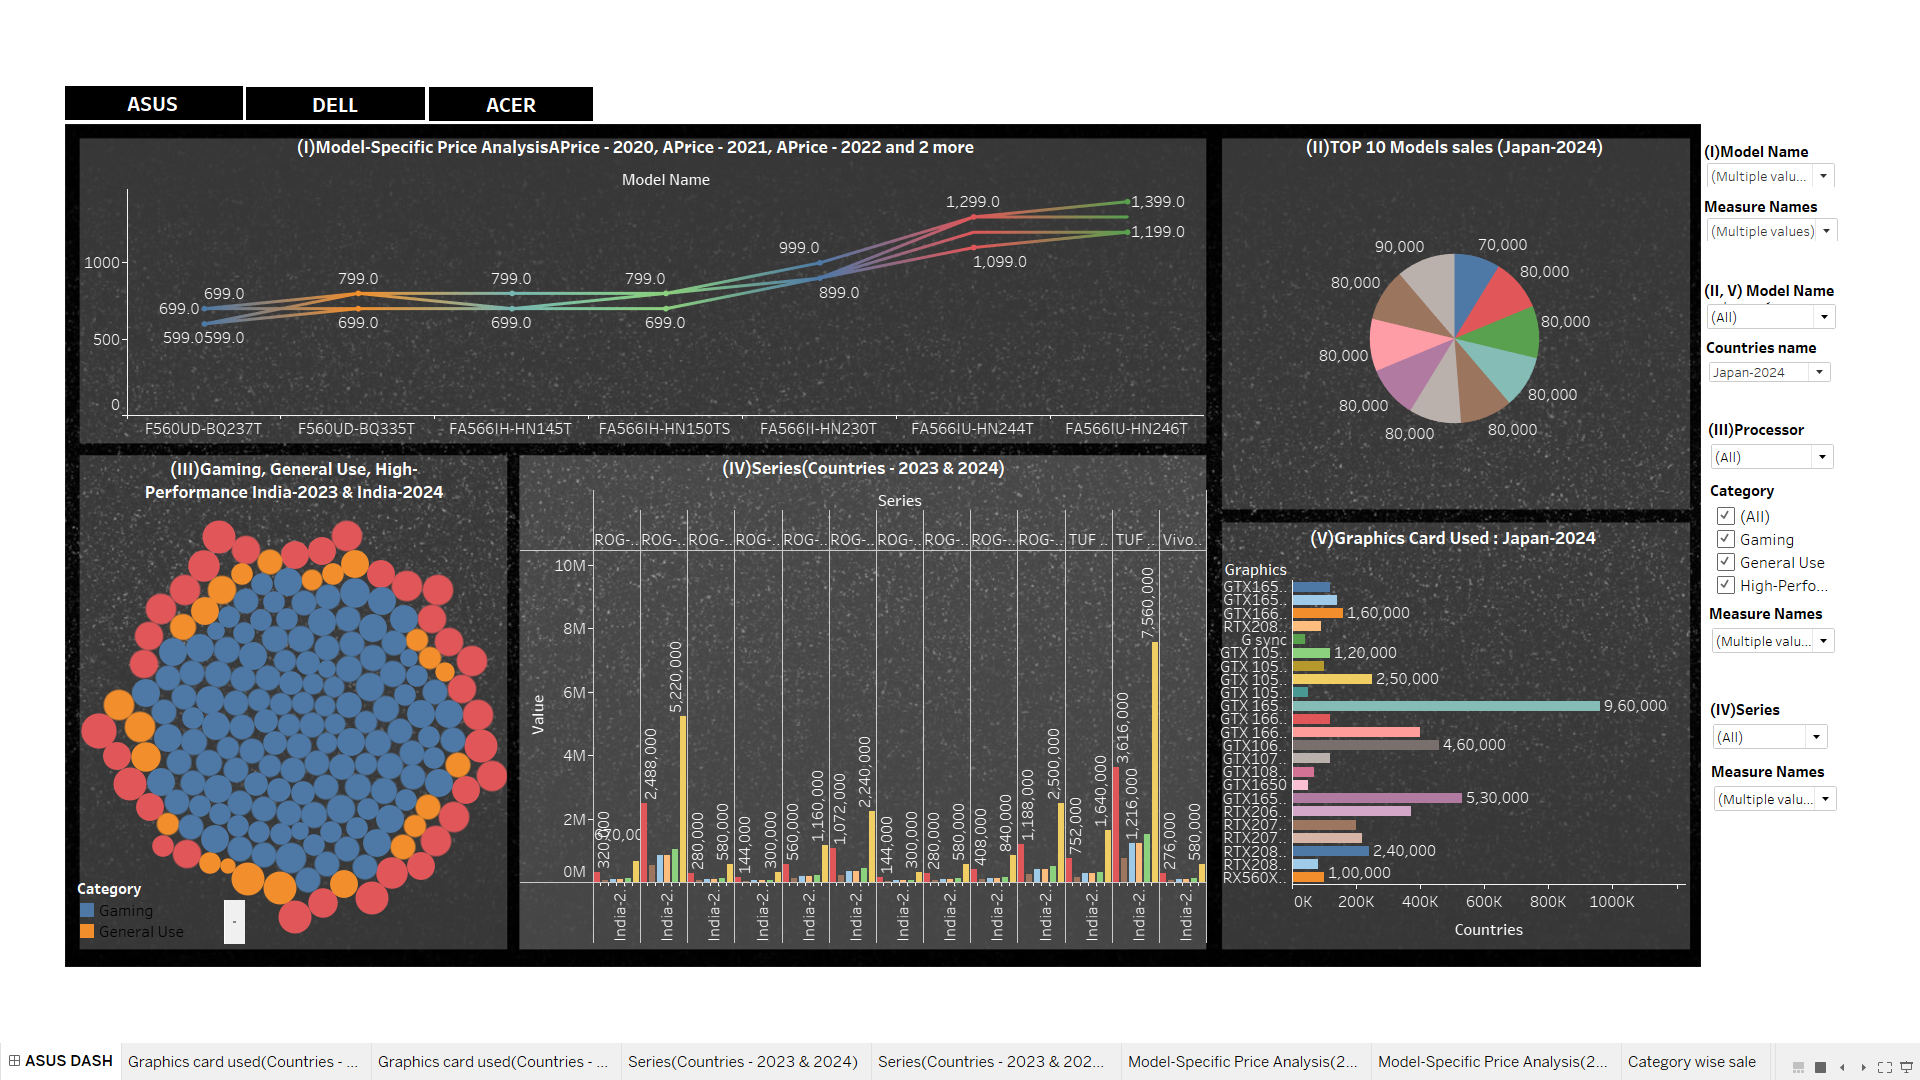 ASUS
DELL
ACER
(I)Model-Specific Price AnalysisAPrice - 2020, APrice - 2021, APrice - 2022 and 2 more
Model Name
1000
500
0
699.0
699.0
599.0599.0
799.0
699.0
799.0
699.0
799.0
699.0
999.0
899.0
1,299.0
1,099.0
1,399.0
1,199.0
F560UD-BQ237T
F560UD-BQ335T
FA566IH-HN145T
FA566IH-HN150TS
FA566II-HN230T
FA566IU-HN244T
FA566IU-HN246T
(II)TOP 10 Models sales (Japan-2024)
90,000
70,000
80,000
80,000
80,000
80,000
80,000
80,000
80,000
80,000
(III)Gaming, General Use, High-
Performance India-2023 & India-2024
Category
Gaming
General Use
-
(IV)Series(Countries - 2023 & 2024)
Series
ROG-..
ROG-..
ROG-..
ROG-..
ROG-..
ROG-..
ROG-..
ROG-..
ROG-..
ROG-..
TUF ..
TUF ..
Vivo..
Value
10M
8M
6M
4M
2M
0M
320,000
670,00
2,488,000
5,220,000
280,000
580,000
144,000
300,000
560,000
1,160,000
1,072,000
2,240,000
144,000
300,000
280,000
580,000
408,000
840,000
1,188,000
2,500,000
752,000
1,640,000
3,616,000
1,216,000
7,560,000
276,000
580,000
India-2..
India-2..
India-2..
India-2..
India-2..
India-2..
India-2..
India-2..
India-2..
India-2..
India-2..
India-2..
India-2..
(V)Graphics Card Used : Japan-2024
Graphics
GTX165..
GTX165..
GTX166.. 1,60,000
RTX208..
G sync
GTX 105.. 1,20,000
GTX 105..
GTX 105.. 2,50,000
GTX 105..
GTX 165.. 9,60,000
GTX 166..
GTX 166..
GTX106.. 4,60,000
GTX107..
GTX108..
GTX1650
GTX165.. 5,30,000
RTX206..
RTX207..
RTX207..
RTX208.. 2,40,000
RTX208..
RX560X.. 1,00,000
0K 200K 400K 600K 800K 1000K
Countries
(I)Model Name
(Multiple valu...
Measure Names
(Multiple values)
(II, V) Model Name
(All)
Countries name
Japan-2024
(III)Processor
(All)
Category
(All)
Gaming
General Use
High-Perfo...
Measure Names
(Multiple valu...
(IV)Series
(All)
Measure Names
(Multiple valu...
ASUS DASH
Graphics card used(Countries - ...
Graphics card used(Countries - ...
Series(Countries - 2023 & 2024)
Series(Countries - 2023 & 202...
Model-Specific Price Analysis(2...
Model-Specific Price Analysis(2...
Category wise sale